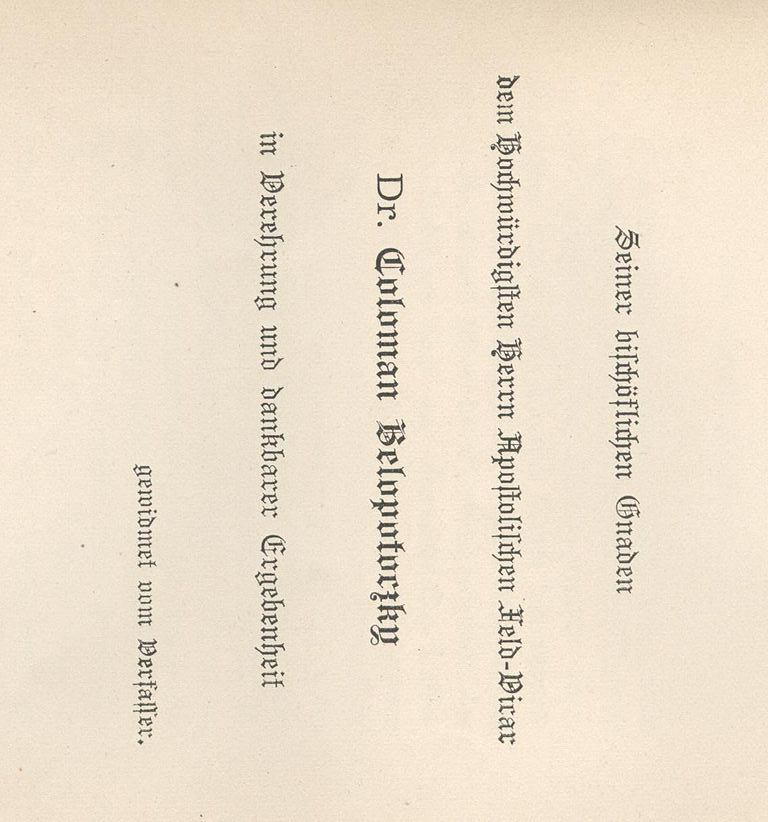 Seiner biſchöflichen Gnaden
dem Hochwürdigſten Herrn Apoſtoliſchen Feld-Vicar
Dr. Coloman Belopotoczky
in Verehrung und dankbarer Ergebenheit
gewidmet vom Verfaſſer.